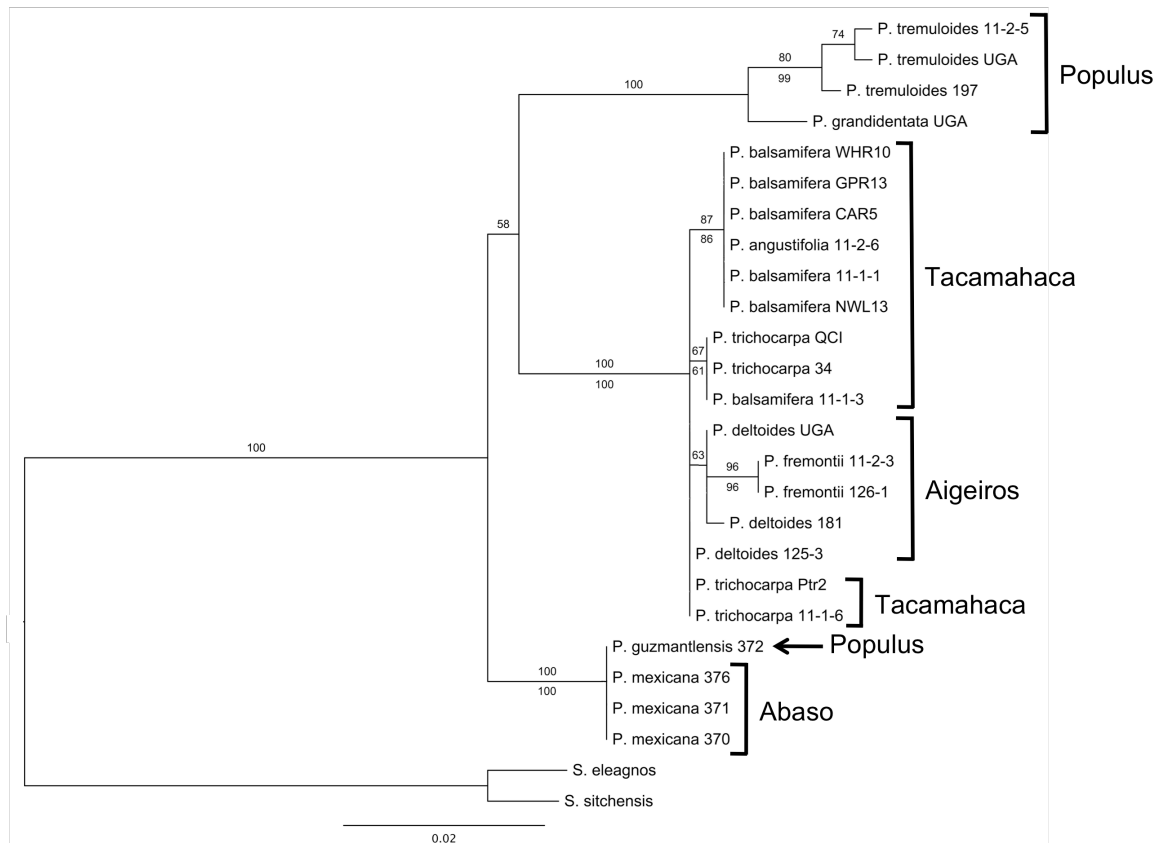 P. tremuloides 11-2-5
74
P. tremuloides UGA
80
Populus
99
P. tremuloides 197
100
P. grandidentata UGA
P. balsamifera WHR10
P. balsamifera GPR13
P. balsamifera CAR5
87
58
86
P. angustifolia 11-2-6
P. balsamifera 11-1-1
Tacamahaca
P. balsamifera NWL13
P. trichocarpa QCI
67
100
61
P. trichocarpa 34
100
P. balsamifera 11-1-3
P. deltoides UGA
100
63
P. fremontii 11-2-3
96
96
P. fremontii 126-1
Aigeiros
P. deltoides 181
P. deltoides 125-3
P. trichocarpa Ptr2
Tacamahaca
P. trichocarpa 11-1-6
P. guzmantlensis 372
Populus
100
100
P. mexicana 376
P. mexicana 371
Abaso
P. mexicana 370
S. eleagnos
S. sitchensis
0.02